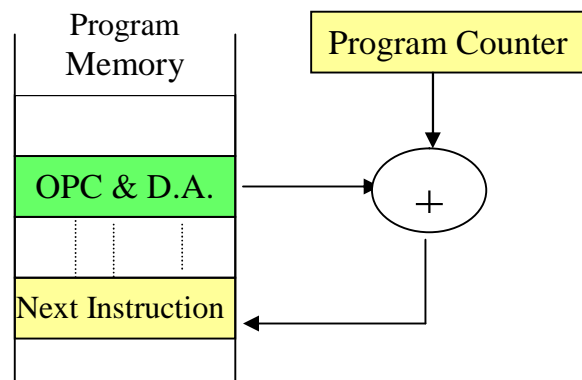 Program
Memory
Program Counter
OPC & D.A.
+
Next Instruction